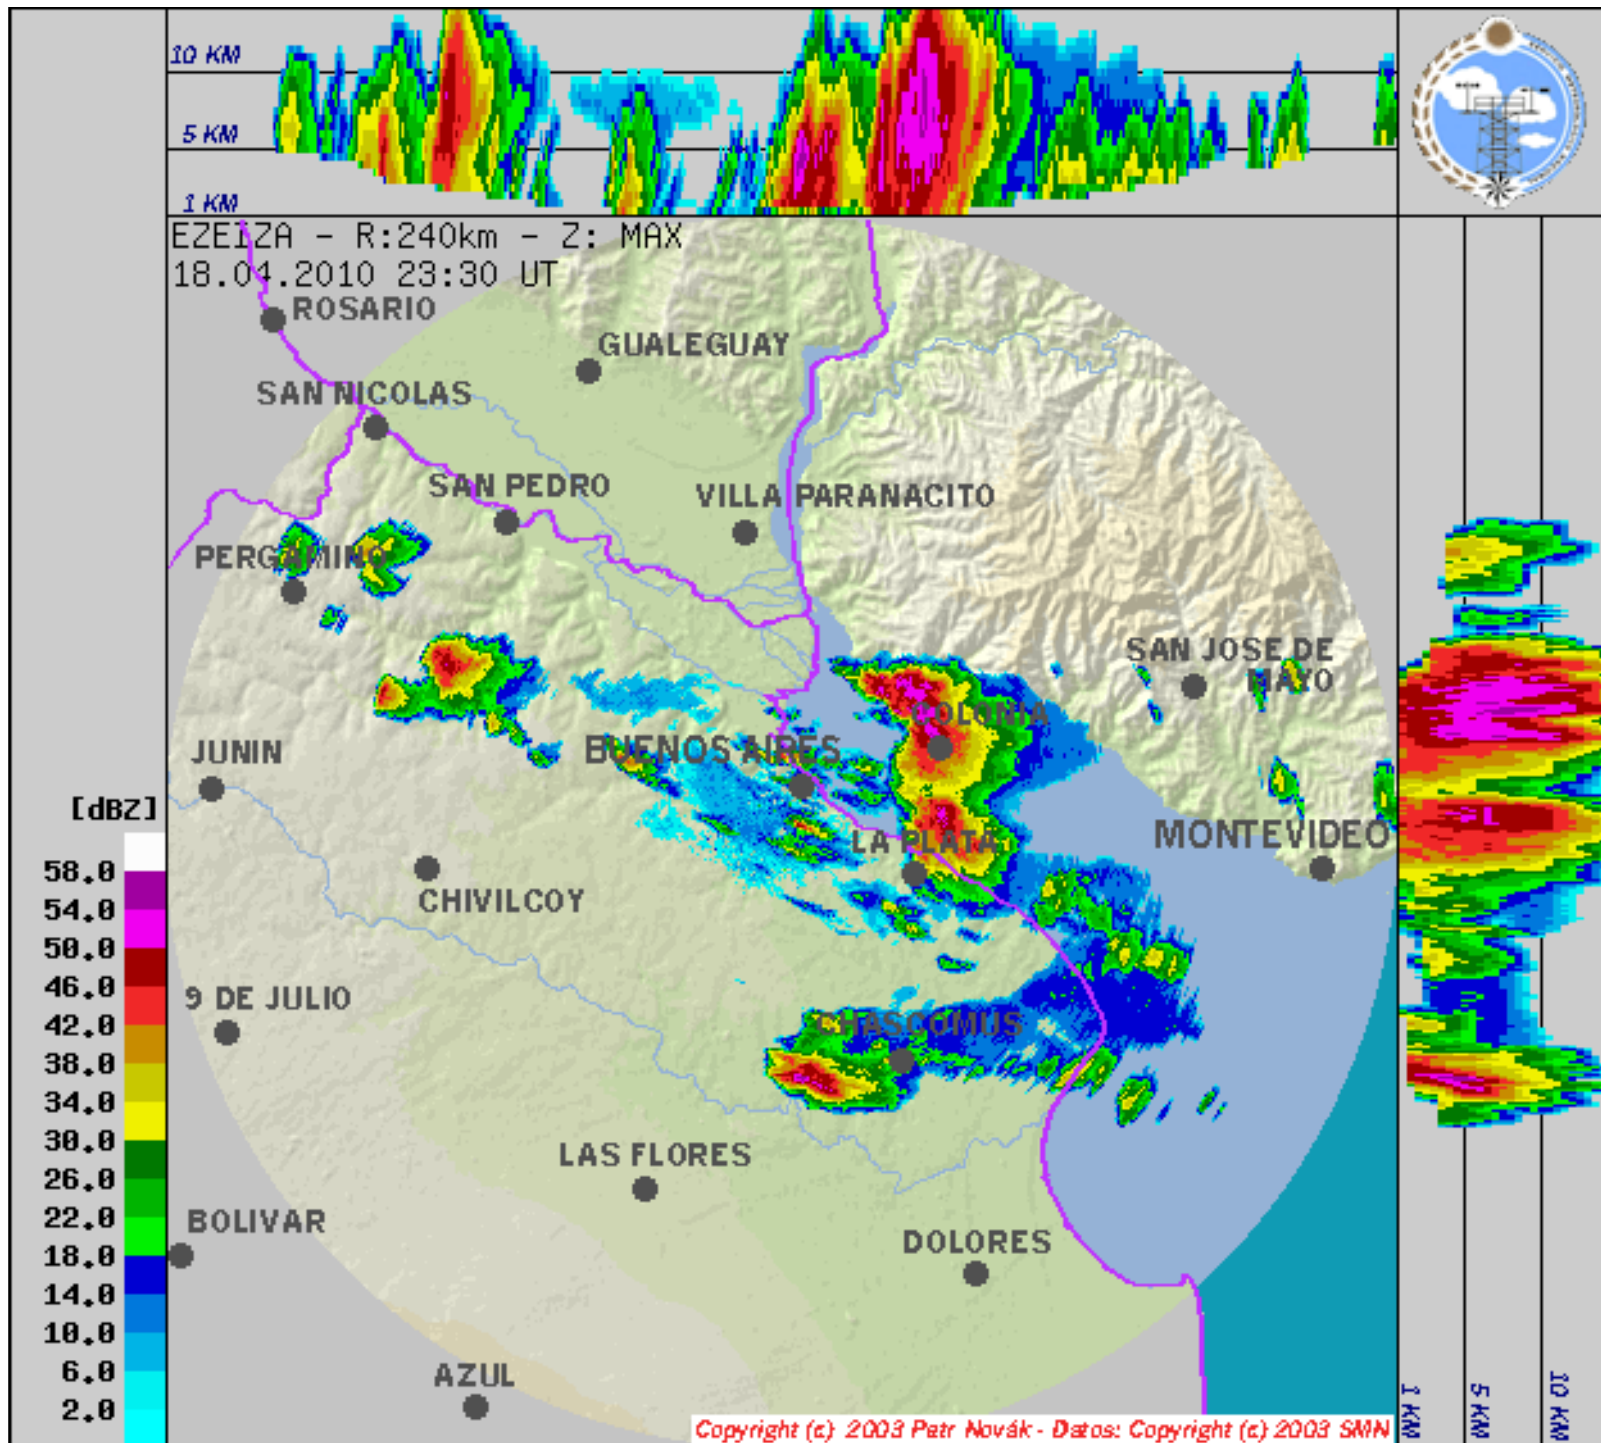 10 KM
5 KM
1 KM
EZEIZA - R:240km - Z: MAX
18.04.2010 23:30 UT
ROSARIO
GUALEGUAY
SAN NICOLAS
SAN PEDRO
VILLA PARANACITO
PERGAMINO
SAN JOSE DE
MAYO
COLONIA
JUNIN
BUENOS AIRES
[dBZ]
MONTEVIDEO
LA PLATA
58.0
54.0
50.0
46.0
42.0
38.0
34.0
30.0
26.0
22.0
18.0
14.0
10.0
6.0
2.0
CHIVILCOY
9 DE JULIO
CHASCOMUS
LAS FLORES
BOLIVAR
DOLORES
AZUL
1 KM
5 KM
10 KM
Copyright (c) 2003 Petr Novák - Datos: Copyright (c) 2003 SMN